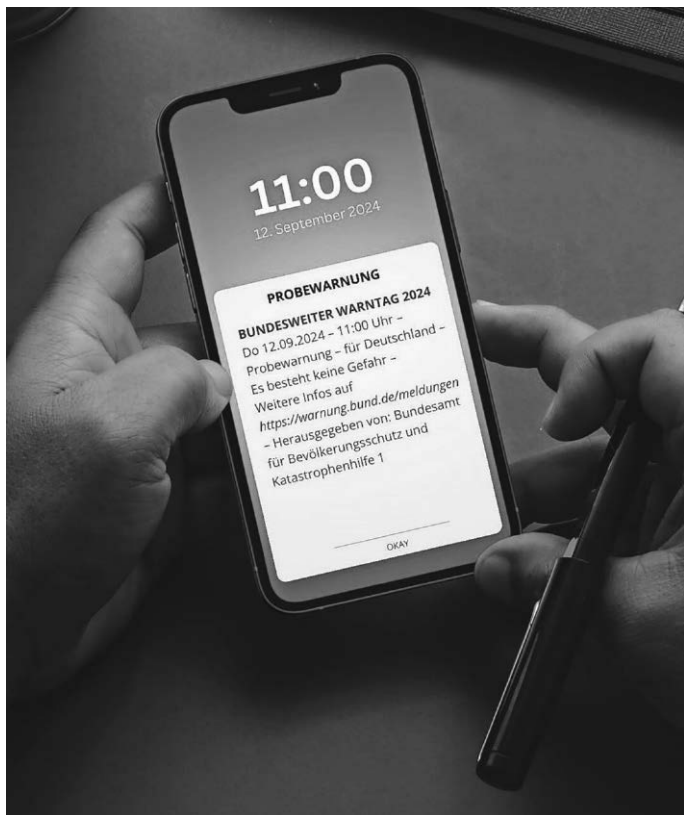 11:00
12. September 2024
PROBEWARNUNG
BUNDESWEITER WARNTAG 2024
Do 12.09.2024 – 11:00 Uhr –
Probewarnung – für Deutschland –
Es besteht keine Gefahr –
Weitere Infos auf
https://warnung.bund.de/meldungen
– Herausgegeben von: Bundesamt
für Bevölkerungsschutz und
Katastrophenhilfe 1
OKAY